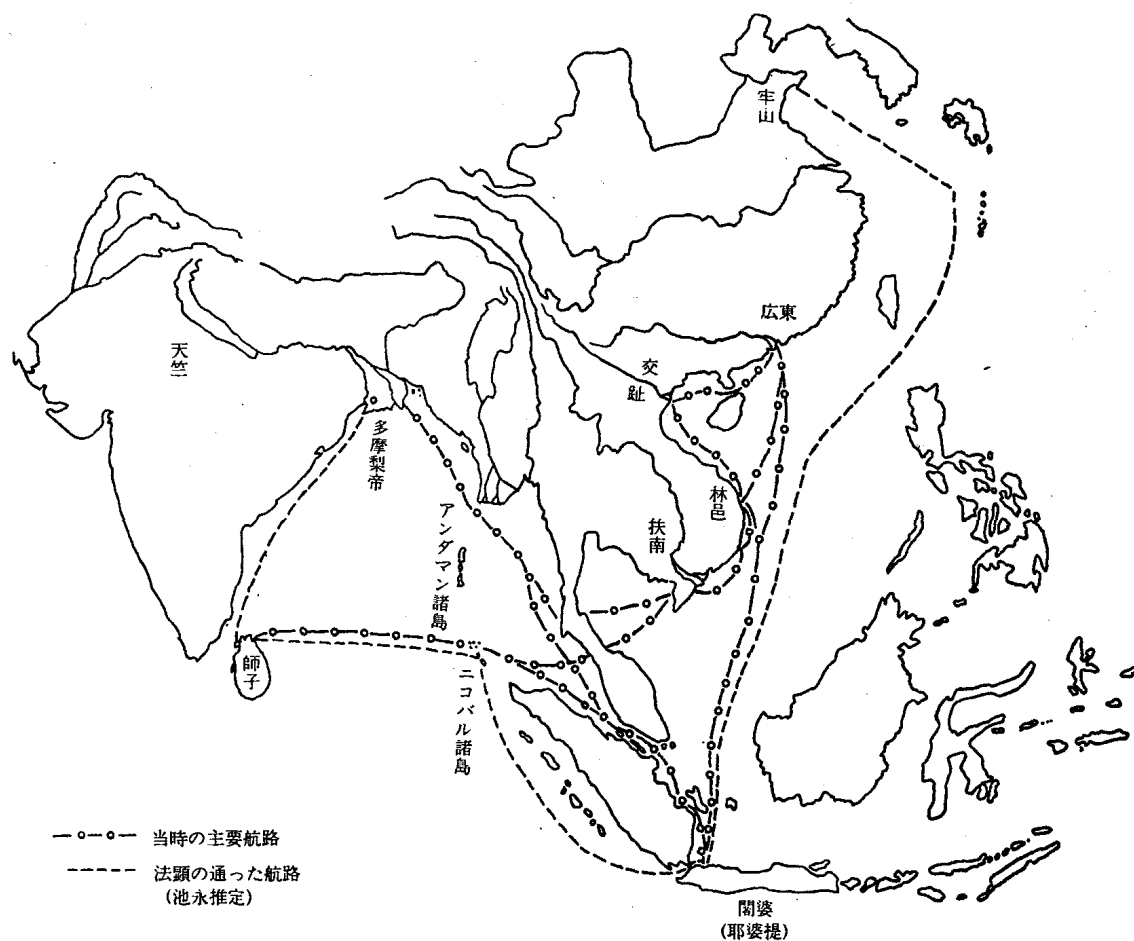 牢山
広東
天竺
交趾
多摩梨帝
林邑
扶南
アンダマン諸島
師子
ニコバル諸島
当時の主要航路
法顕の通った航路
(池永推定)
闍婆
(耶婆提)